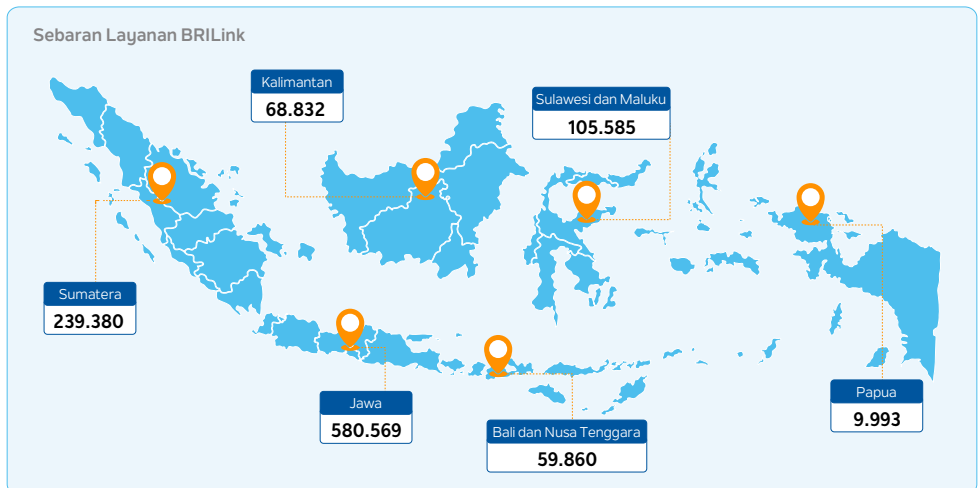 Sebaran Layanan BRILink
Kalimantan
68.832
Sulawesi dan Maluku
105.585
Sumatera
239.380
Jawa
580.569
Bali dan Nusa Tenggara
59.860
Papua
9.993